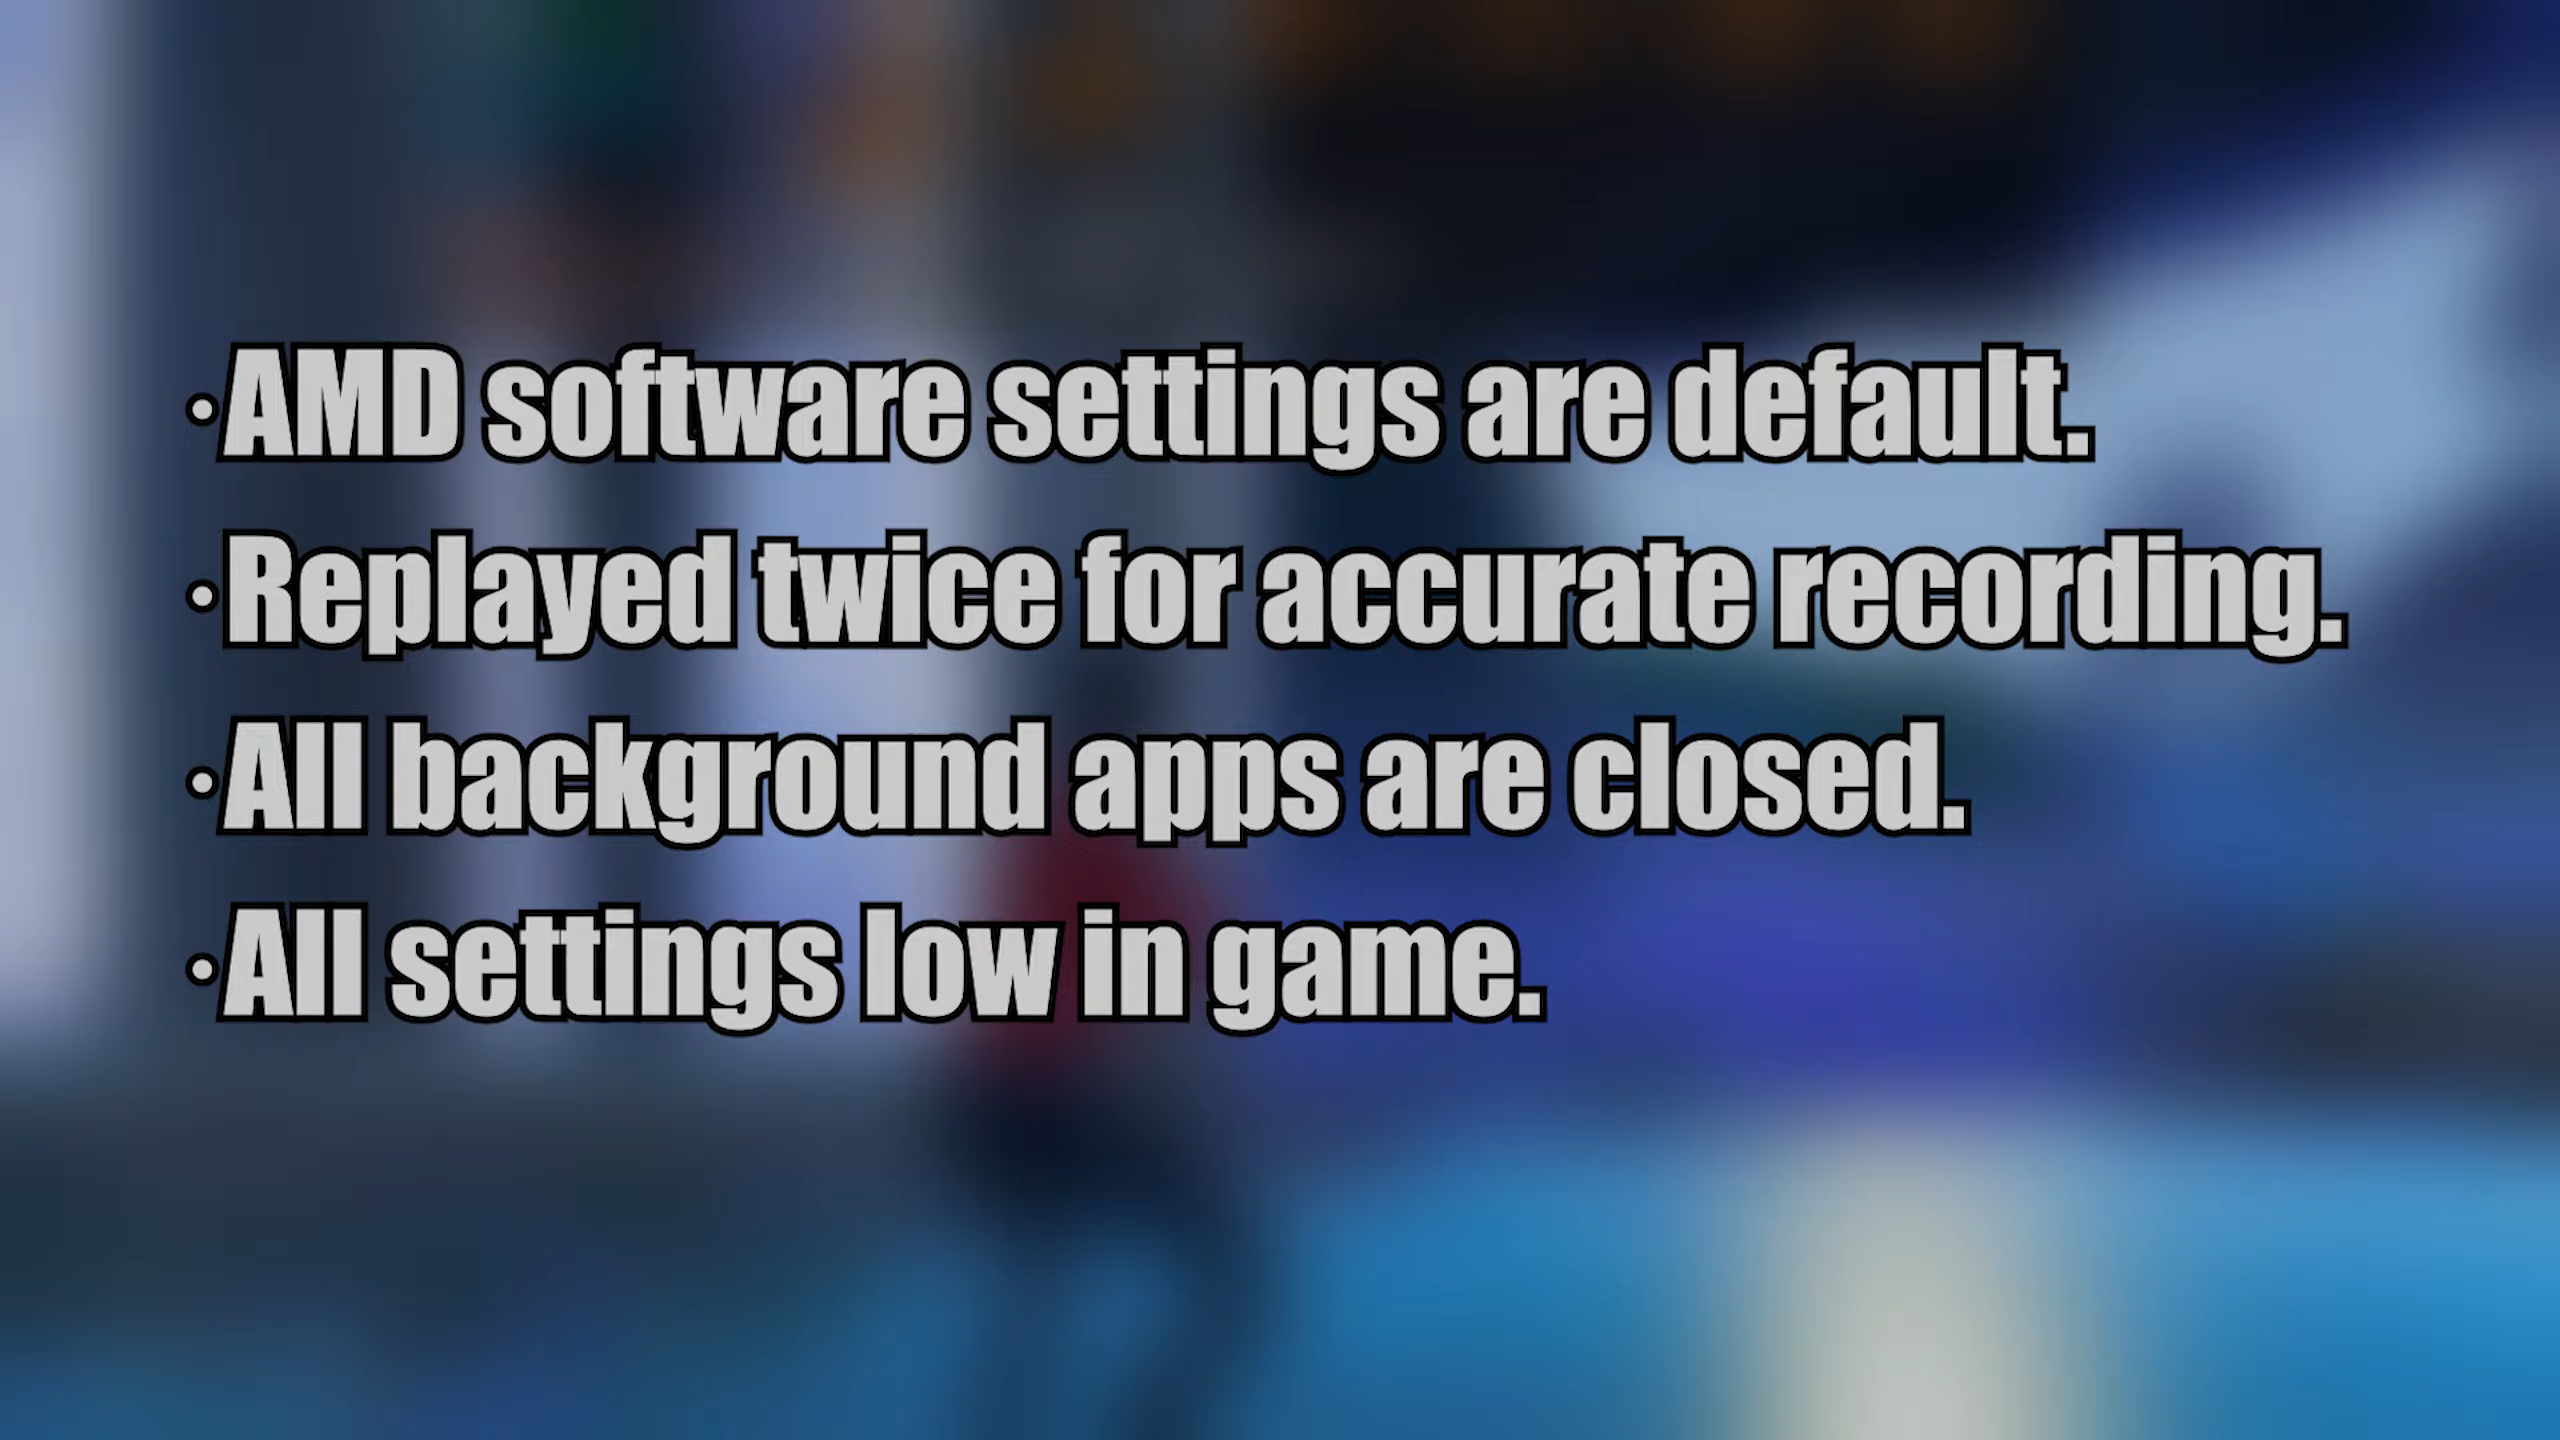 •AMD software settings are default.
•Replayed twice for accurate recording.
•All background apps are closed.
•All settings low in game.